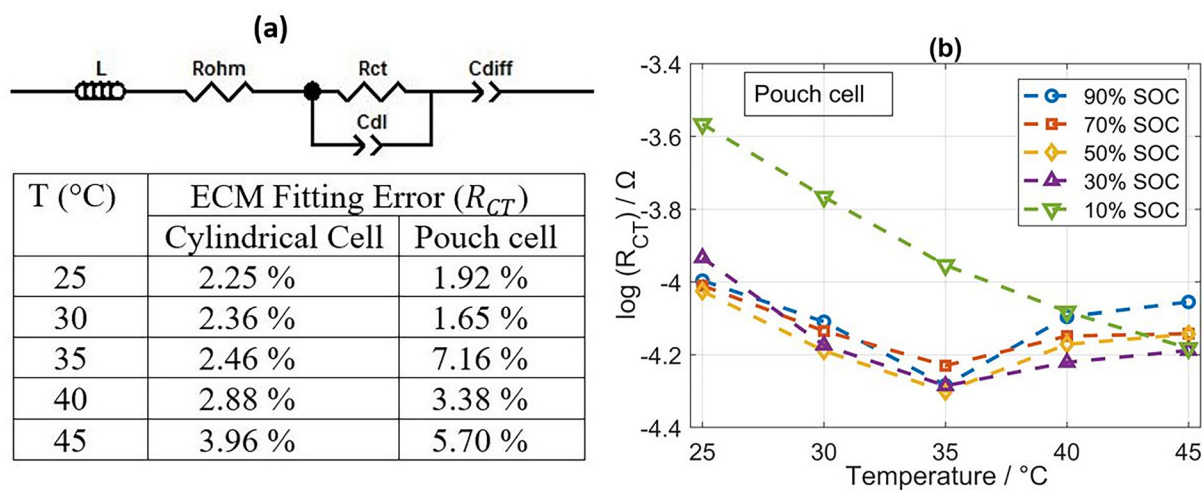 (a)
L Rohm Rct Cdiff
Cdl
T (°C) ECM Fitting Error (R_CT)
Cylindrical Cell Pouch cell
25 2.25 % 1.92 %
30 2.36 % 1.65 %
35 2.46 % 7.16 %
40 2.88 % 3.38 %
45 3.96 % 5.70 %
(b)
Pouch cell
90% SOC
70% SOC
50% SOC
30% SOC
10% SOC
log (R_CT) / Ω
-3.4
-3.6
-3.8
-4
-4.2
-4.4
25 30 35 40 45
Temperature / °C